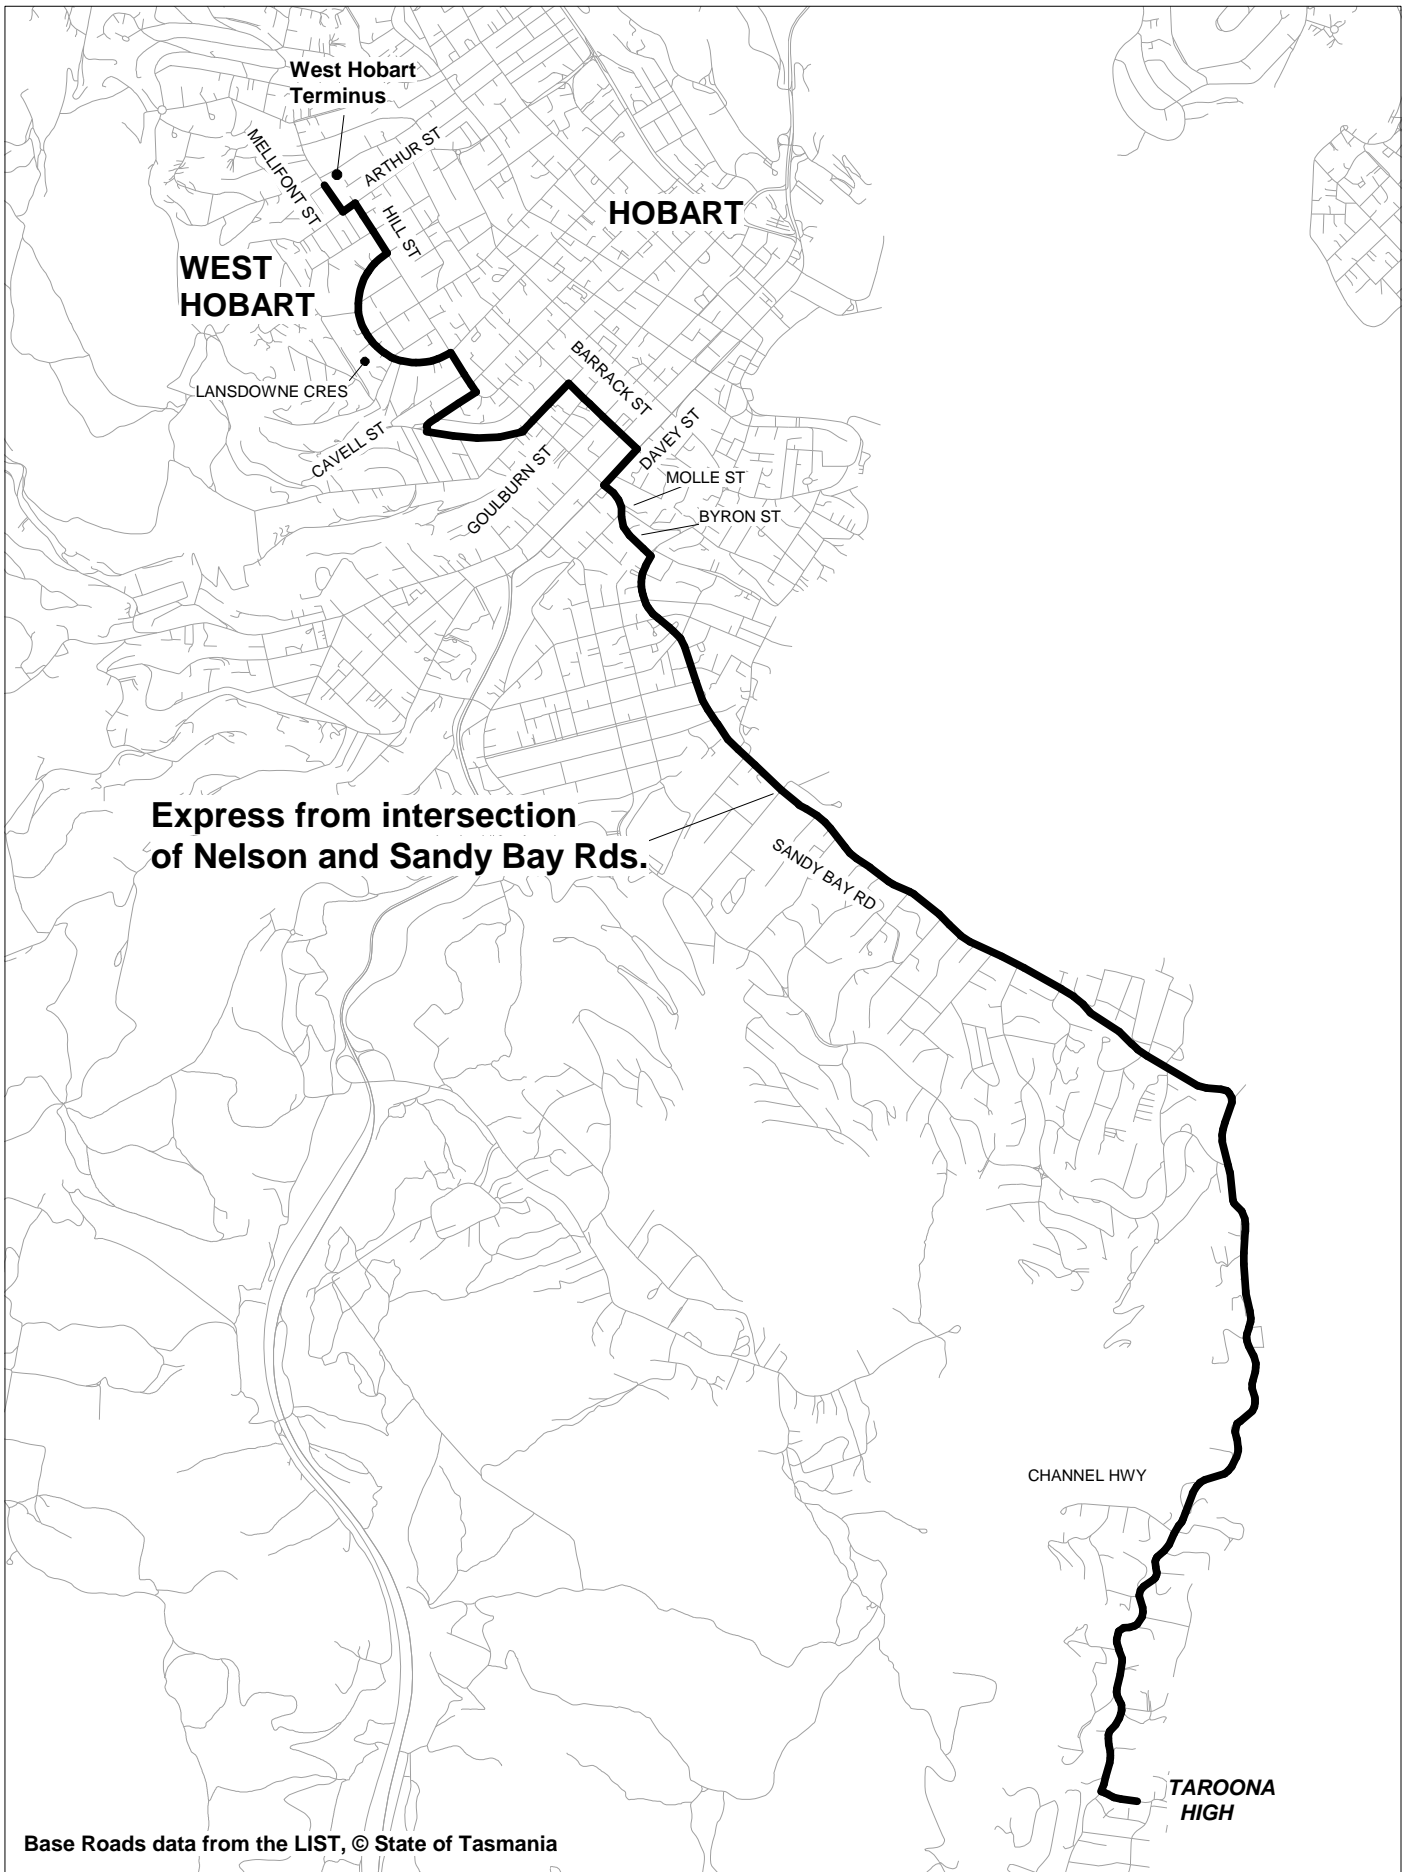 West Hobart
Terminus
MELLIFONT ST
ARTHUR ST
HILL ST
HOBART
WEST
HOBART
LANSDOWNE CRES
BARRACK ST
CAVELL ST
GOULBURN ST
DAVEY ST
MOLLE ST
BYRON ST
Express from intersection
of Nelson and Sandy Bay Rds.
SANDY BAY RD
CHANNEL HWY
TAROONA
HIGH
Base Roads data from the LIST, © State of Tasmania